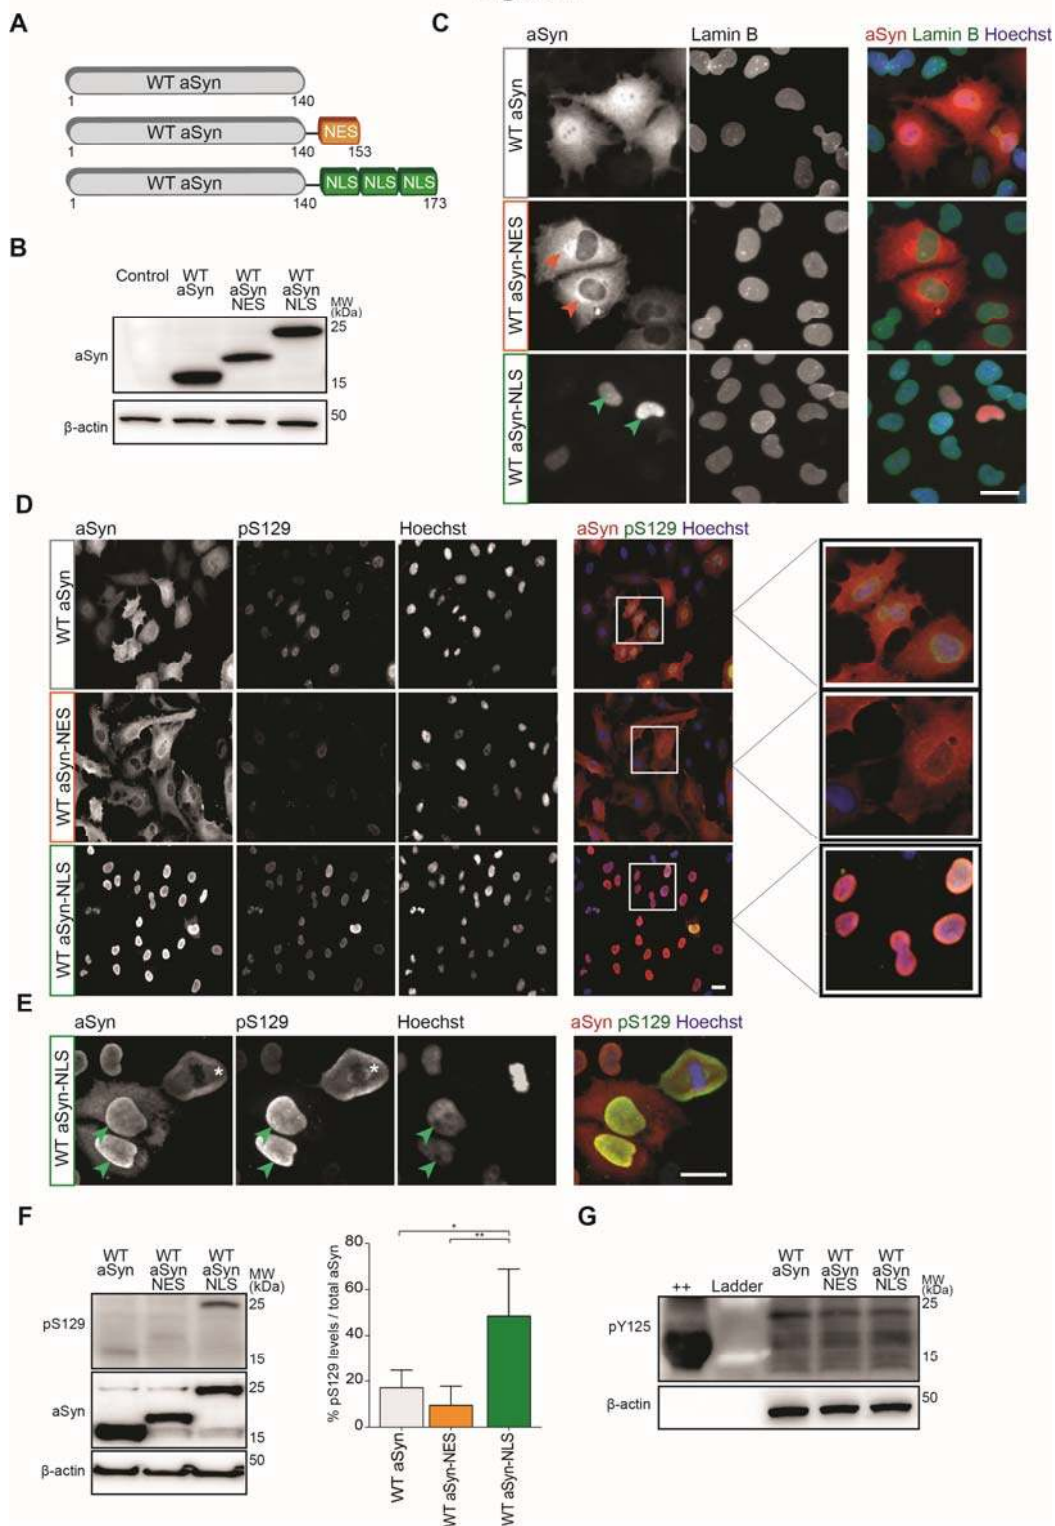 A
WT aSyn
1 140
WT aSyn NES
1 140 153
WT aSyn NLS NLS NLS
1 140 173
B
Control WT aSyn WT aSyn NES WT aSyn NLS MW (kDa)
aSyn
25
15
β-actin
50
C
aSyn Lamin B aSyn Lamin B Hoechst
WT aSyn
WT aSyn-NES
WT aSyn-NLS
D
aSyn pS129 Hoechst aSyn pS129 Hoechst
WT aSyn
WT aSyn-NES
WT aSyn-NLS
E
aSyn pS129 Hoechst aSyn pS129 Hoechst
WT aSyn-NLS
* *
F
WT aSyn WT aSyn NES WT aSyn NLS MW (kDa)
pS129
25
15
aSyn
25
15
β-actin
50
% pS129 levels / total aSyn
80
60
40
20
0
*
**
WT aSyn
WT aSyn-NES
WT aSyn-NLS
G
++ Ladder WT aSyn WT aSyn NES WT aSyn NLS MW (kDa)
pY125
25
15
β-actin
50